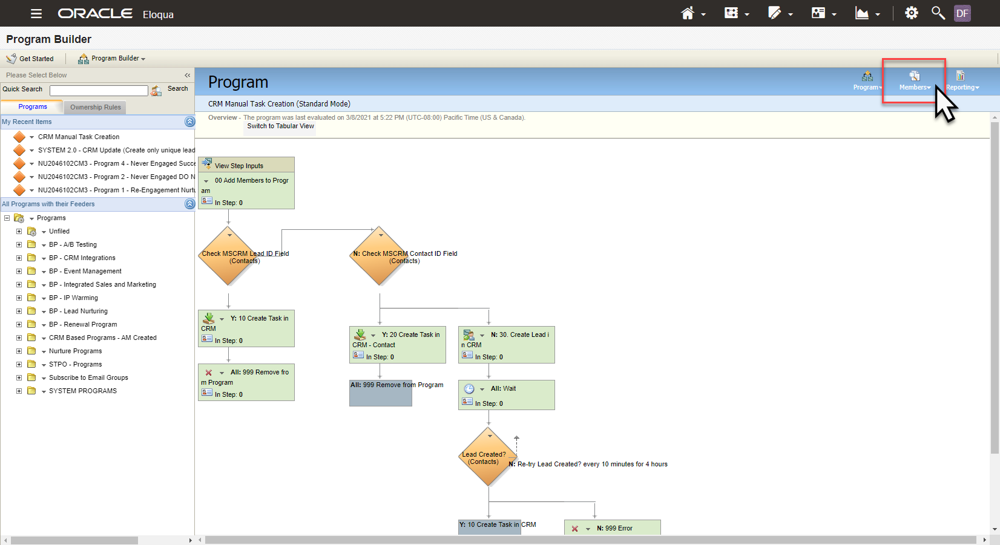 ORACLE Eloqua
DF
Program Builder
Get Started
Program Builder
Please Select Below
Quick Search
Search
Programs
Ownership Rules
My Recent Items
CRM Manual Task Creation
SYSTEM 2.0 - CRM Update (Create only unique lead
NU2046102CM3 - Program 4 - Never Engaged Succe
NU2046102CM3 - Program 2 - Never Engaged DO N
NU2046102CM3 - Program 1 - Re-Engagement Nurtu
All Programs with their Feeders
Programs
Unfiled
BP - A/B Testing
BP - CRM Integrations
BP - Event Management
BP - Integrated Sales and Marketing
BP - IP Warming
BP - Lead Nurturing
BP - Renewal Program
CRM Based Programs - AM Created
Nurture Programs
STPO - Programs
Subscribe to Email Groups
SYSTEM PROGRAMS
Program
Program
Members
Reporting
CRM Manual Task Creation (Standard Mode)
Overview - The program was last evaluated on 3/8/2021 at 5:22 PM (UTC-08:00) Pacific Time (US & Canada).
Switch to Tabular View
View Step Inputs
00 Add Members to Progr
am
In Step: 0
Check MSCRM Lead ID Field
(Contacts)
N: Check MSCRM Contact ID Field
(Contacts)
Y: 10 Create Task in
CRM
In Step: 0
All: 999 Remove fro
m Program
In Step: 0
Y: 20 Create Task in
CRM - Contact
In Step: 0
All: 999 Remove from Program
N: 30. Create Lead i
n CRM
In Step: 0
All: Wait
In Step: 0
Lead Created?
(Contacts)
N: Re-try Lead Created? every 10 minutes for 4 hours
Y: 10 Create Task in CRM
N: 999 Error